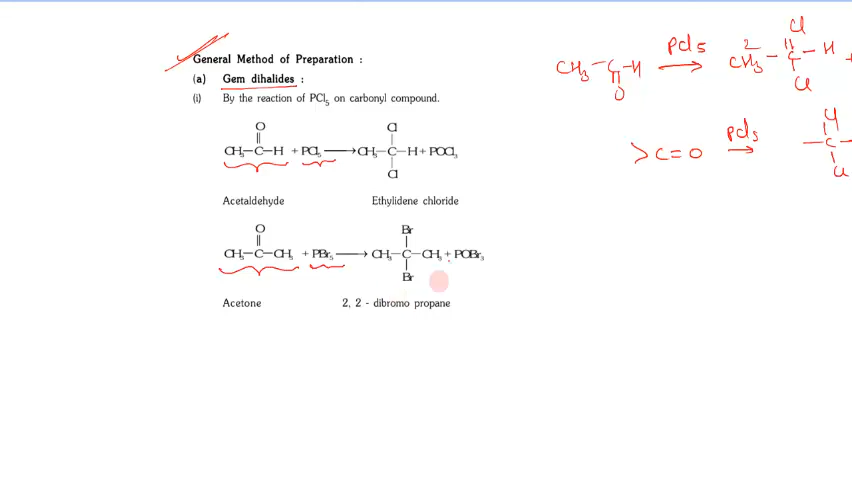 General Method of Preparation :
(a) Gem dihalides :
(i) By the reaction of PCl5 on carbonyl compound.
O
||
CH3—C—H + PCl5 ⟶ CH3—C—H + POCl3
Cl
|
|
Cl
Acetaldehyde Ethylidene chloride
O
||
CH3—C—CH3 + PBr5 ⟶ CH3—C—CH3 + POBr3
Br
|
|
Br
Acetone 2, 2 - dibromo propane
CH3—C—H
||
O
PCl5
⟶
2
CH3—C—H +
Cl
Cl
>C=O
PCl5
⟶
—C—
Cl
Cl